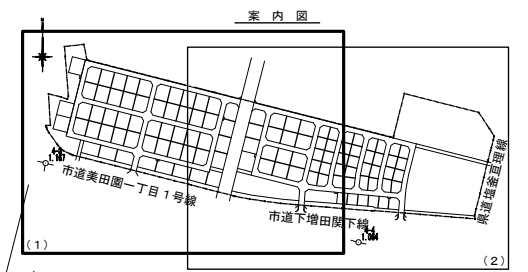 案内図
市道美田園一丁目1号線
市道下増田関下線
県道塩釜亘理線
(1)
(2)